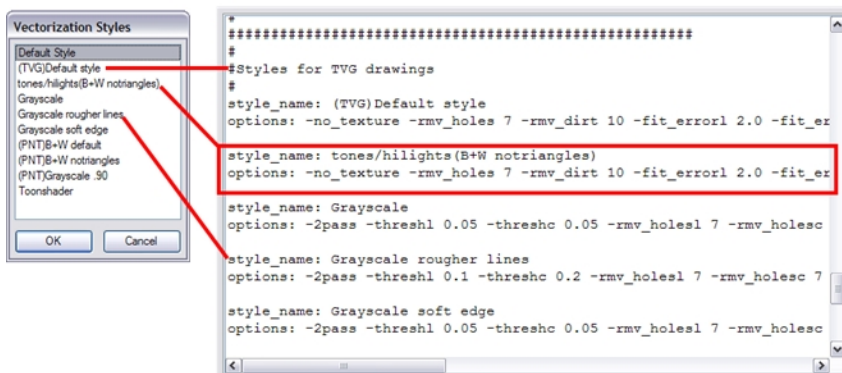 Vectorization Styles
Default Style
(TVG)Default style
tones/hilights(B+W notriangles)
Grayscale
Grayscale rougher lines
Grayscale soft edge
(PNT)B+W default
(PNT)B+W notriangles
(PNT)Grayscale .90
Toonshader
OK
Cancel
#
######################################################
#
#Styles for TVG drawings
#
style_name: (TVG)Default style
options: -no_texture -rmv_holes 7 -rmv_dirt 10 -fit_errorl 2.0 -fit_er
style_name: tones/hilights(B+W notriangles)
options: -no_texture -rmv_holes 7 -rmv_dirt 10 -fit_errorl 2.0 -fit_er
style_name: Grayscale
options: -2pass -threshl 0.05 -threshc 0.05 -rmv_holesl 7 -rmv_holesc
style_name: Grayscale rougher lines
options: -2pass -threshl 0.1 -threshc 0.2 -rmv_holesl 7 -rmv_holesc 7
style_name: Grayscale soft edge
options: -2pass -threshl 0.05 -threshc 0.05 -rmv_holesl 7 -rmv_holesc